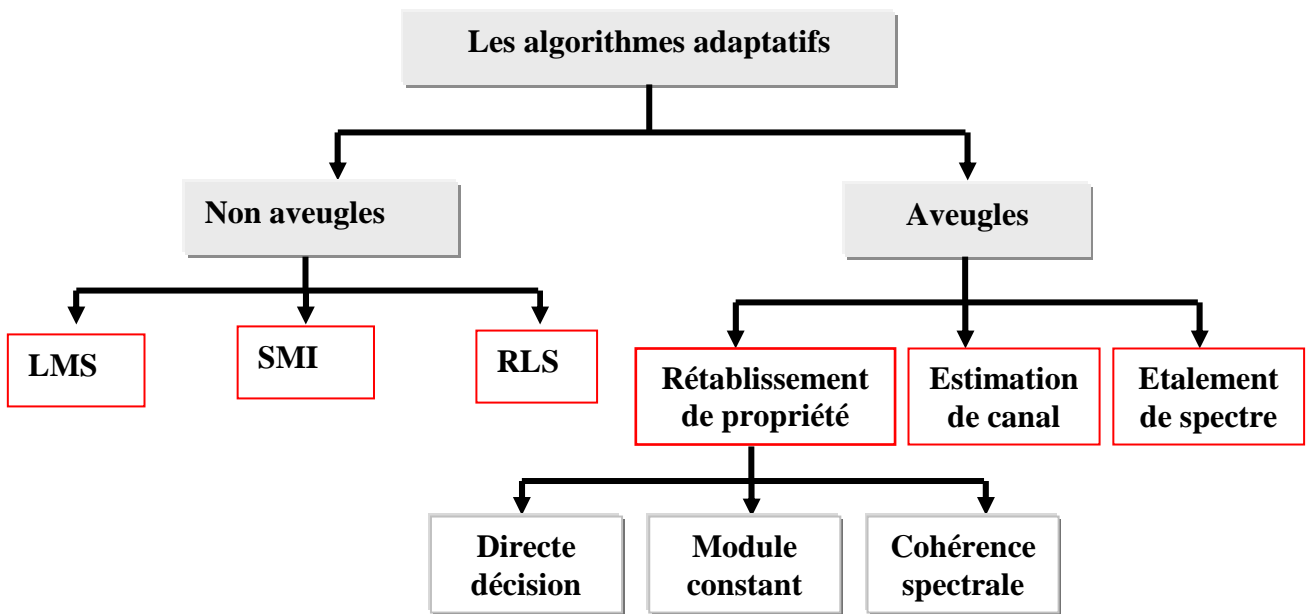 Les algorithmes adaptatifs
Non aveugles
Aveugles
LMS
SMI
RLS
Rétablissement
de propriété
Estimation
de canal
Etalement
de spectre
Directe
décision
Module
constant
Cohérence
spectrale